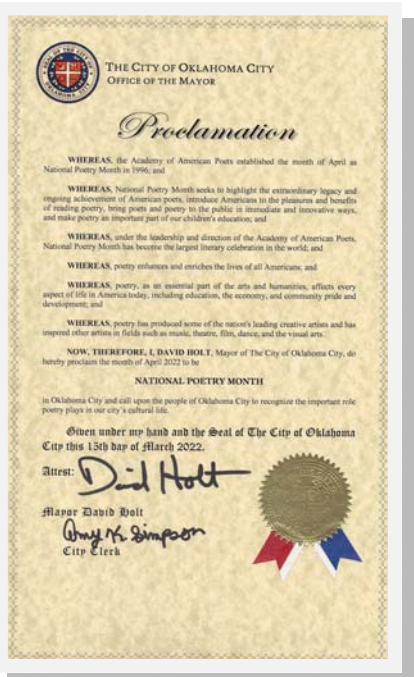 THE CITY OF OKLAHOMA CITY
OFFICE OF THE MAYOR
Proclamation
WHEREAS, the Academy of American Poets established the month of April as
National Poetry Month in 1996; and
WHEREAS, National Poetry Month seeks to highlight the extraordinary legacy and
ongoing achievement of American poets, introduce Americans to the pleasures and benefits
of reading poetry, bring poets and poetry to the public in immediate and innovative ways,
and make poetry an important part of our children's education; and
WHEREAS, under the leadership and direction of the Academy of American Poets,
National Poetry Month has become the largest literary celebration in the world; and
WHEREAS, poetry enhances and enriches the lives of all Americans; and
WHEREAS, poetry, as an essential part of the arts and humanities, affects every
aspect of life in America today, including education, the economy, and community pride and
development; and
WHEREAS, poetry has produced some of the nation's leading creative artists and has
inspired other artists in fields such as music, theatre, film, dance, and the visual arts.
NOW, THEREFORE, I, DAVID HOLT, Mayor of The City of Oklahoma City, do
hereby proclaim the month of April 2022 to be
NATIONAL POETRY MONTH
in Oklahoma City and call upon the people of Oklahoma City to recognize the important role
poetry plays in our city's cultural life.
Given under my hand and the Seal of The City of Oklahoma
City this 15th day of March 2022.
Attest: David Holt
Mayor David Holt
Amy K. Simpson
City Clerk